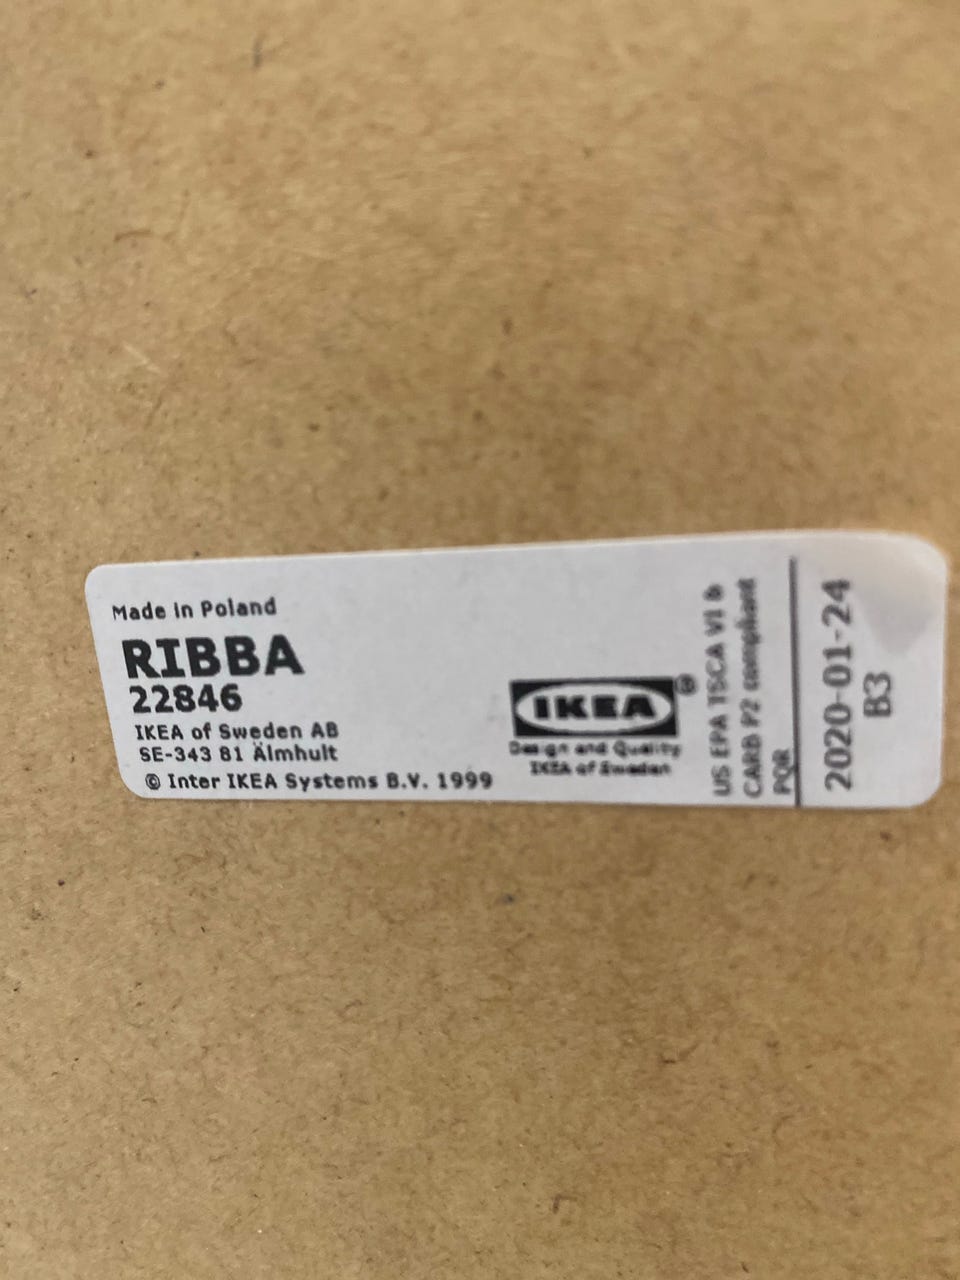 Made in Poland
RIBBA
22846
IKEA of Sweden AB
SE-343 81 Älmhult
© Inter IKEA Systems B.V. 1999
IKEA®
Design and Quality
IKEA of Sweden
US EPA TSCA VI &
CARB P2 compliant
PQR
2020-01-24
B3